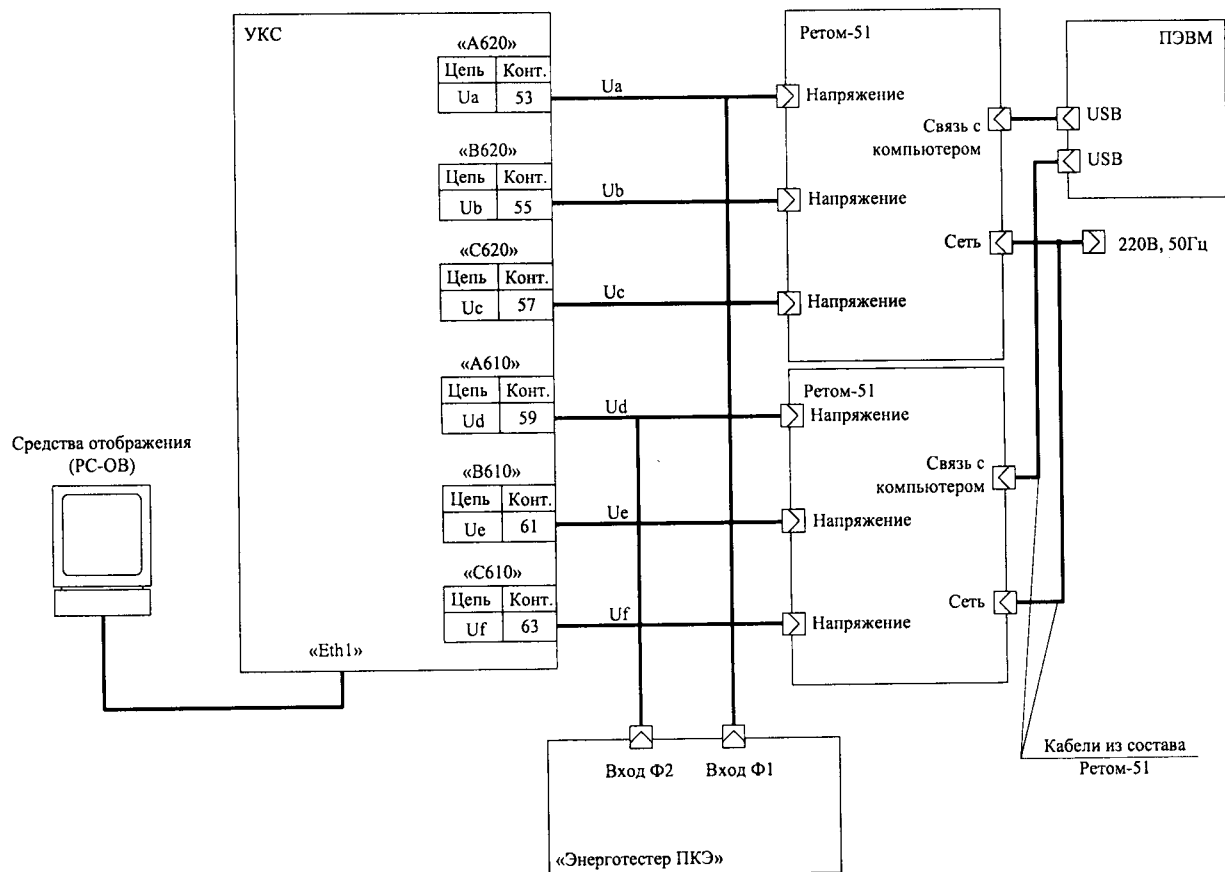 УКС
«А620»
Цепь Конт.
Ua 53
«В620»
Цепь Конт.
Ub 55
«С620»
Цепь Конт.
Uc 57
«А610»
Цепь Конт.
Ud 59
«В610»
Цепь Конт.
Ue 61
«С610»
Цепь Конт.
Uf 63
«Eth1»
Ua
Ub
Uc
Ud
Ue
Uf
Ретом-51
Напряжение
Связь с
компьютером
Напряжение
Сеть
Напряжение
Ретом-51
Напряжение
Связь с
компьютером
Напряжение
Сеть
Напряжение
ПЭВМ
USB
USB
220В, 50Гц
Средства отображения
(РС-ОВ)
Кабели из состава
Ретом-51
Вход Ф2 Вход Ф1
«Энерготестер ПКЭ»